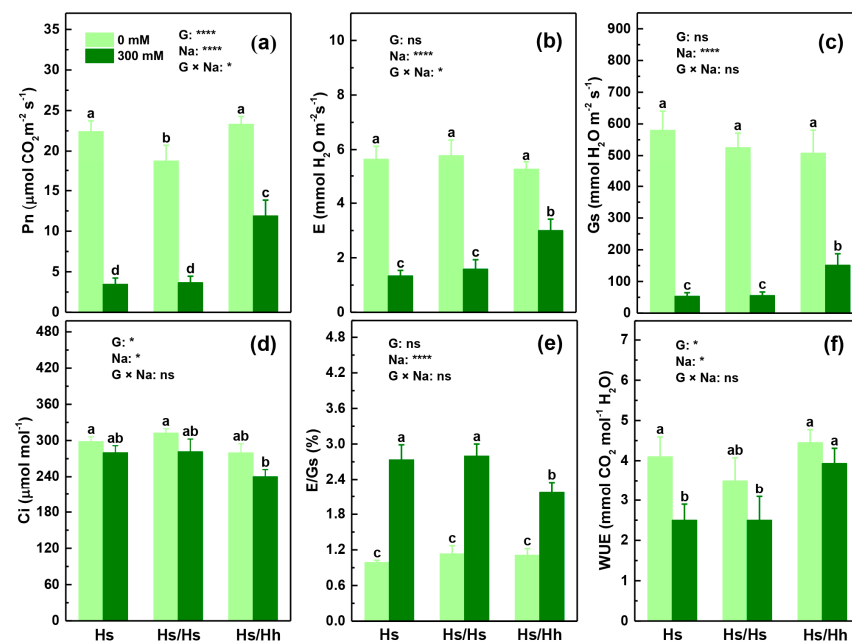 0 mM
300 mM
G: ****
Na: ****
G × Na: *
(a)
35
30
25
20
15
10
5
0
Pn (μmol CO₂m⁻² s⁻¹)
a
b
a
d
d
c
G: ns
Na: ****
G × Na: *
(b)
10
8
6
4
2
0
E (mmol H₂O m⁻²s⁻¹)
a
a
a
c
c
b
G: ns
Na: ****
G × Na: ns
(c)
900
800
700
600
500
400
300
200
100
0
Gs (mmol H₂O m⁻² s⁻¹)
a
a
a
c
c
b
G: *
Na: *
G × Na: ns
(d)
480
420
360
300
240
180
120
60
0
Ci (μmol mol⁻¹)
a
ab
a
ab
ab
b
Hs
Hs/Hs
Hs/Hh
G: ns
Na: ****
G × Na: ns
(e)
4.8
4.2
3.6
3.0
2.4
1.8
1.2
0.6
0.0
E/Gs (%)
c
a
c
a
c
b
Hs
Hs/Hs
Hs/Hh
G: *
Na: *
G × Na: ns
(f)
7
6
5
4
3
2
1
0
WUE (mmol CO₂ mol⁻¹ H₂O)
a
b
ab
b
a
a
Hs
Hs/Hs
Hs/Hh